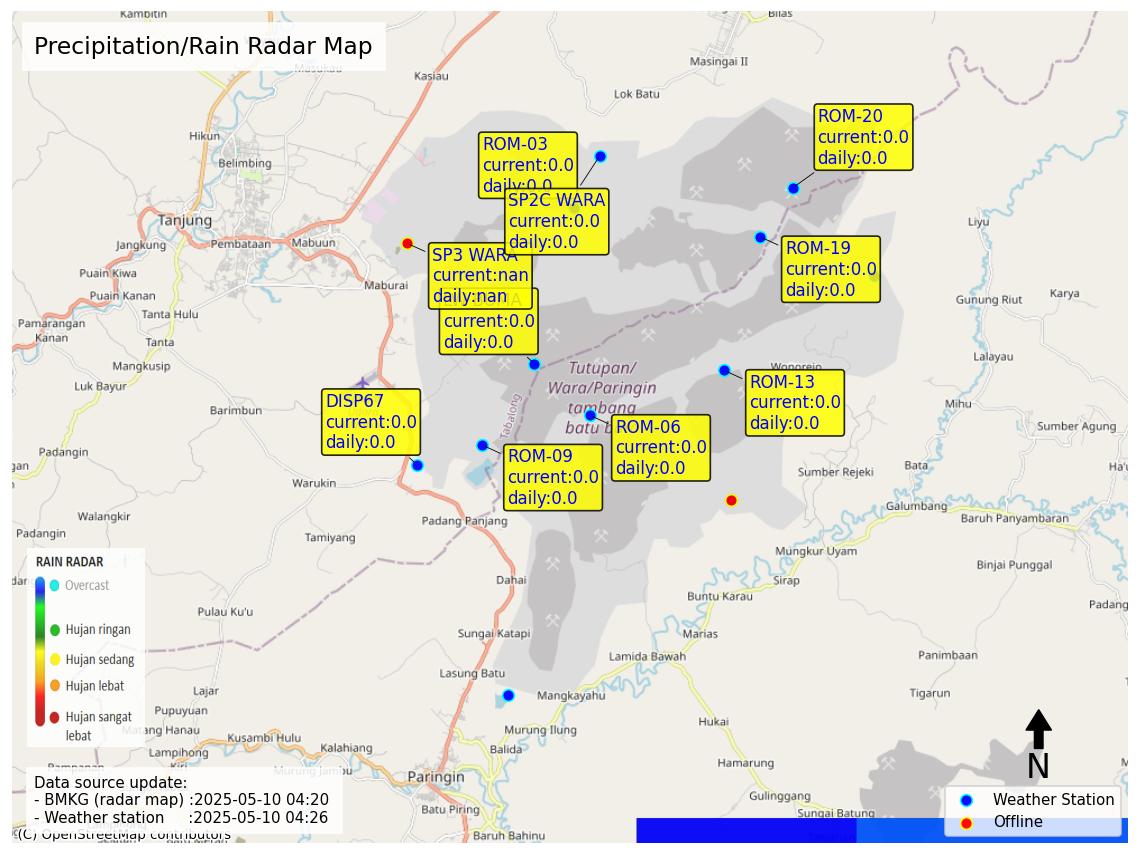 Kambitin
Bilas
Precipitation/Rain Radar Map
Masukau
Kasiau
Masingai II
Lok Batu
Hikun
Belimbing
ROM-03
current:0.0
daily:0.0
ROM-20
current:0.0
daily:0.0
SP2C WARA
current:0.0
daily:0.0
Tanjung
Jangkung
Pembataan
Mabuun
Liyu
SP3 WARA
current:nan
daily:nan
ROM-19
current:0.0
daily:0.0
Puain Kiwa
Maburai
Puain Kanan
Tanta Hulu
Gunung Riut
Karya
current:0.0
daily:0.0
Pamarangan
Kanan
Tanta
Mangkusip
Lalayau
Luk Bayur
Tutupan/
Wara/Paringin
tambang
batu b
Wonorejo
ROM-13
current:0.0
daily:0.0
DISP67
current:0.0
daily:0.0
Tabalong
Barimbun
Mihu
ROM-06
current:0.0
daily:0.0
Sumber Agung
ROM-09
current:0.0
daily:0.0
Padangin
Warukin
Sumber Rejeki
Bata
Galumbang
Baruh Panyambaran
Walangkir
Padang Panjang
Padangin
Tamiyang
Mungkur Uyam
Binjai Punggal
RAIN RADAR
Overcast
Hujan ringan
Hujan sedang
Hujan lebat
Hujan sangat
lebat
Dahai
Sirap
Buntu Karau
Padang
Pulau Ku'u
Sungai Katapi
Marias
Lamida Bawah
Panimbaan
Lasung Batu
Lajar
Mangkayahu
Tigarun
Pupuyuan
Matang Hanau
Murung Ilung
Hukai
Kusambi Hulu
Lampihong
Kalahiang
Balida
Hamarung
N
Murung Jambu
Paringin
Gulinggang
Batu Piring
Sungai Batung
Baruh Bahinu
Data source update:
- BMKG (radar map) :2025-05-10 04:20
- Weather station :2025-05-10 04:26
(C) OpenStreetMap contributors
Weather Station
Offline